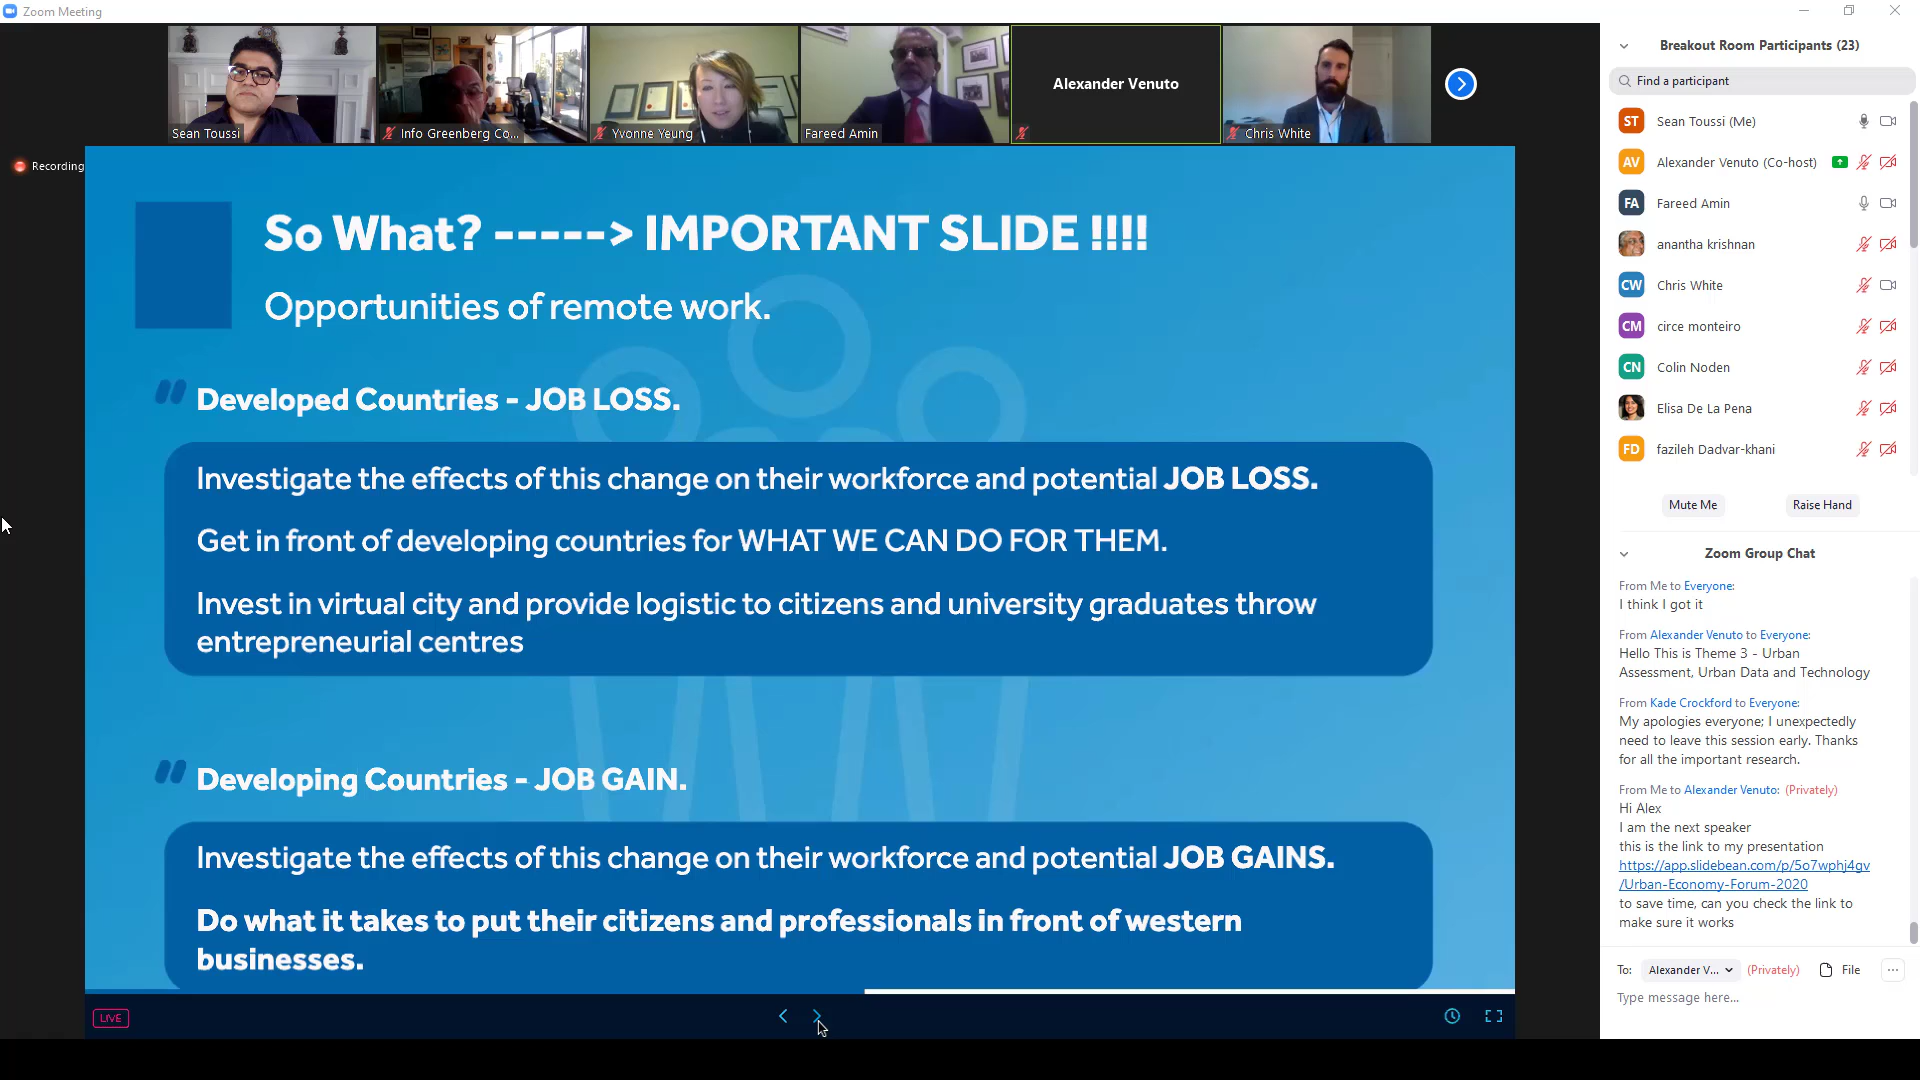 Zoom Meeting
Sean Toussi
Info Greenberg Co...
Yvonne Yeung
Fareed Amin
Alexander Venuto
Chris White
Recording
So What? -----> IMPORTANT SLIDE !!!!
Opportunities of remote work.
Developed Countries - JOB LOSS.
Investigate the effects of this change on their workforce and potential JOB LOSS.
Get in front of developing countries for WHAT WE CAN DO FOR THEM.
Invest in virtual city and provide logistic to citizens and university graduates throw
entrepreneurial centres
Developing Countries - JOB GAIN.
Investigate the effects of this change on their workforce and potential JOB GAINS.
Do what it takes to put their citizens and professionals in front of western
businesses.
LIVE
Breakout Room Participants (23)
Find a participant
ST Sean Toussi (Me)
AV Alexander Venuto (Co-host)
FA Fareed Amin
anantha krishnan
CW Chris White
CM circe monteiro
CN Colin Noden
Elisa De La Pena
FD fazileh Dadvar-khani
Mute Me Raise Hand
Zoom Group Chat
From Me to Everyone:
I think I got it
From Alexander Venuto to Everyone:
Hello This is Theme 3 - Urban
Assessment, Urban Data and Technology
From Kade Crockford to Everyone:
My apologies everyone; I unexpectedly
need to leave this session early. Thanks
for all the important research.
From Me to Alexander Venuto: (Privately)
Hi Alex
I am the next speaker
this is the link to my presentation
https://app.slidebean.com/p/5o7wphj4gv
/Urban-Economy-Forum-2020
to save time, can you check the link to
make sure it works
To: Alexander V... (Privately) File ...
Type message here...